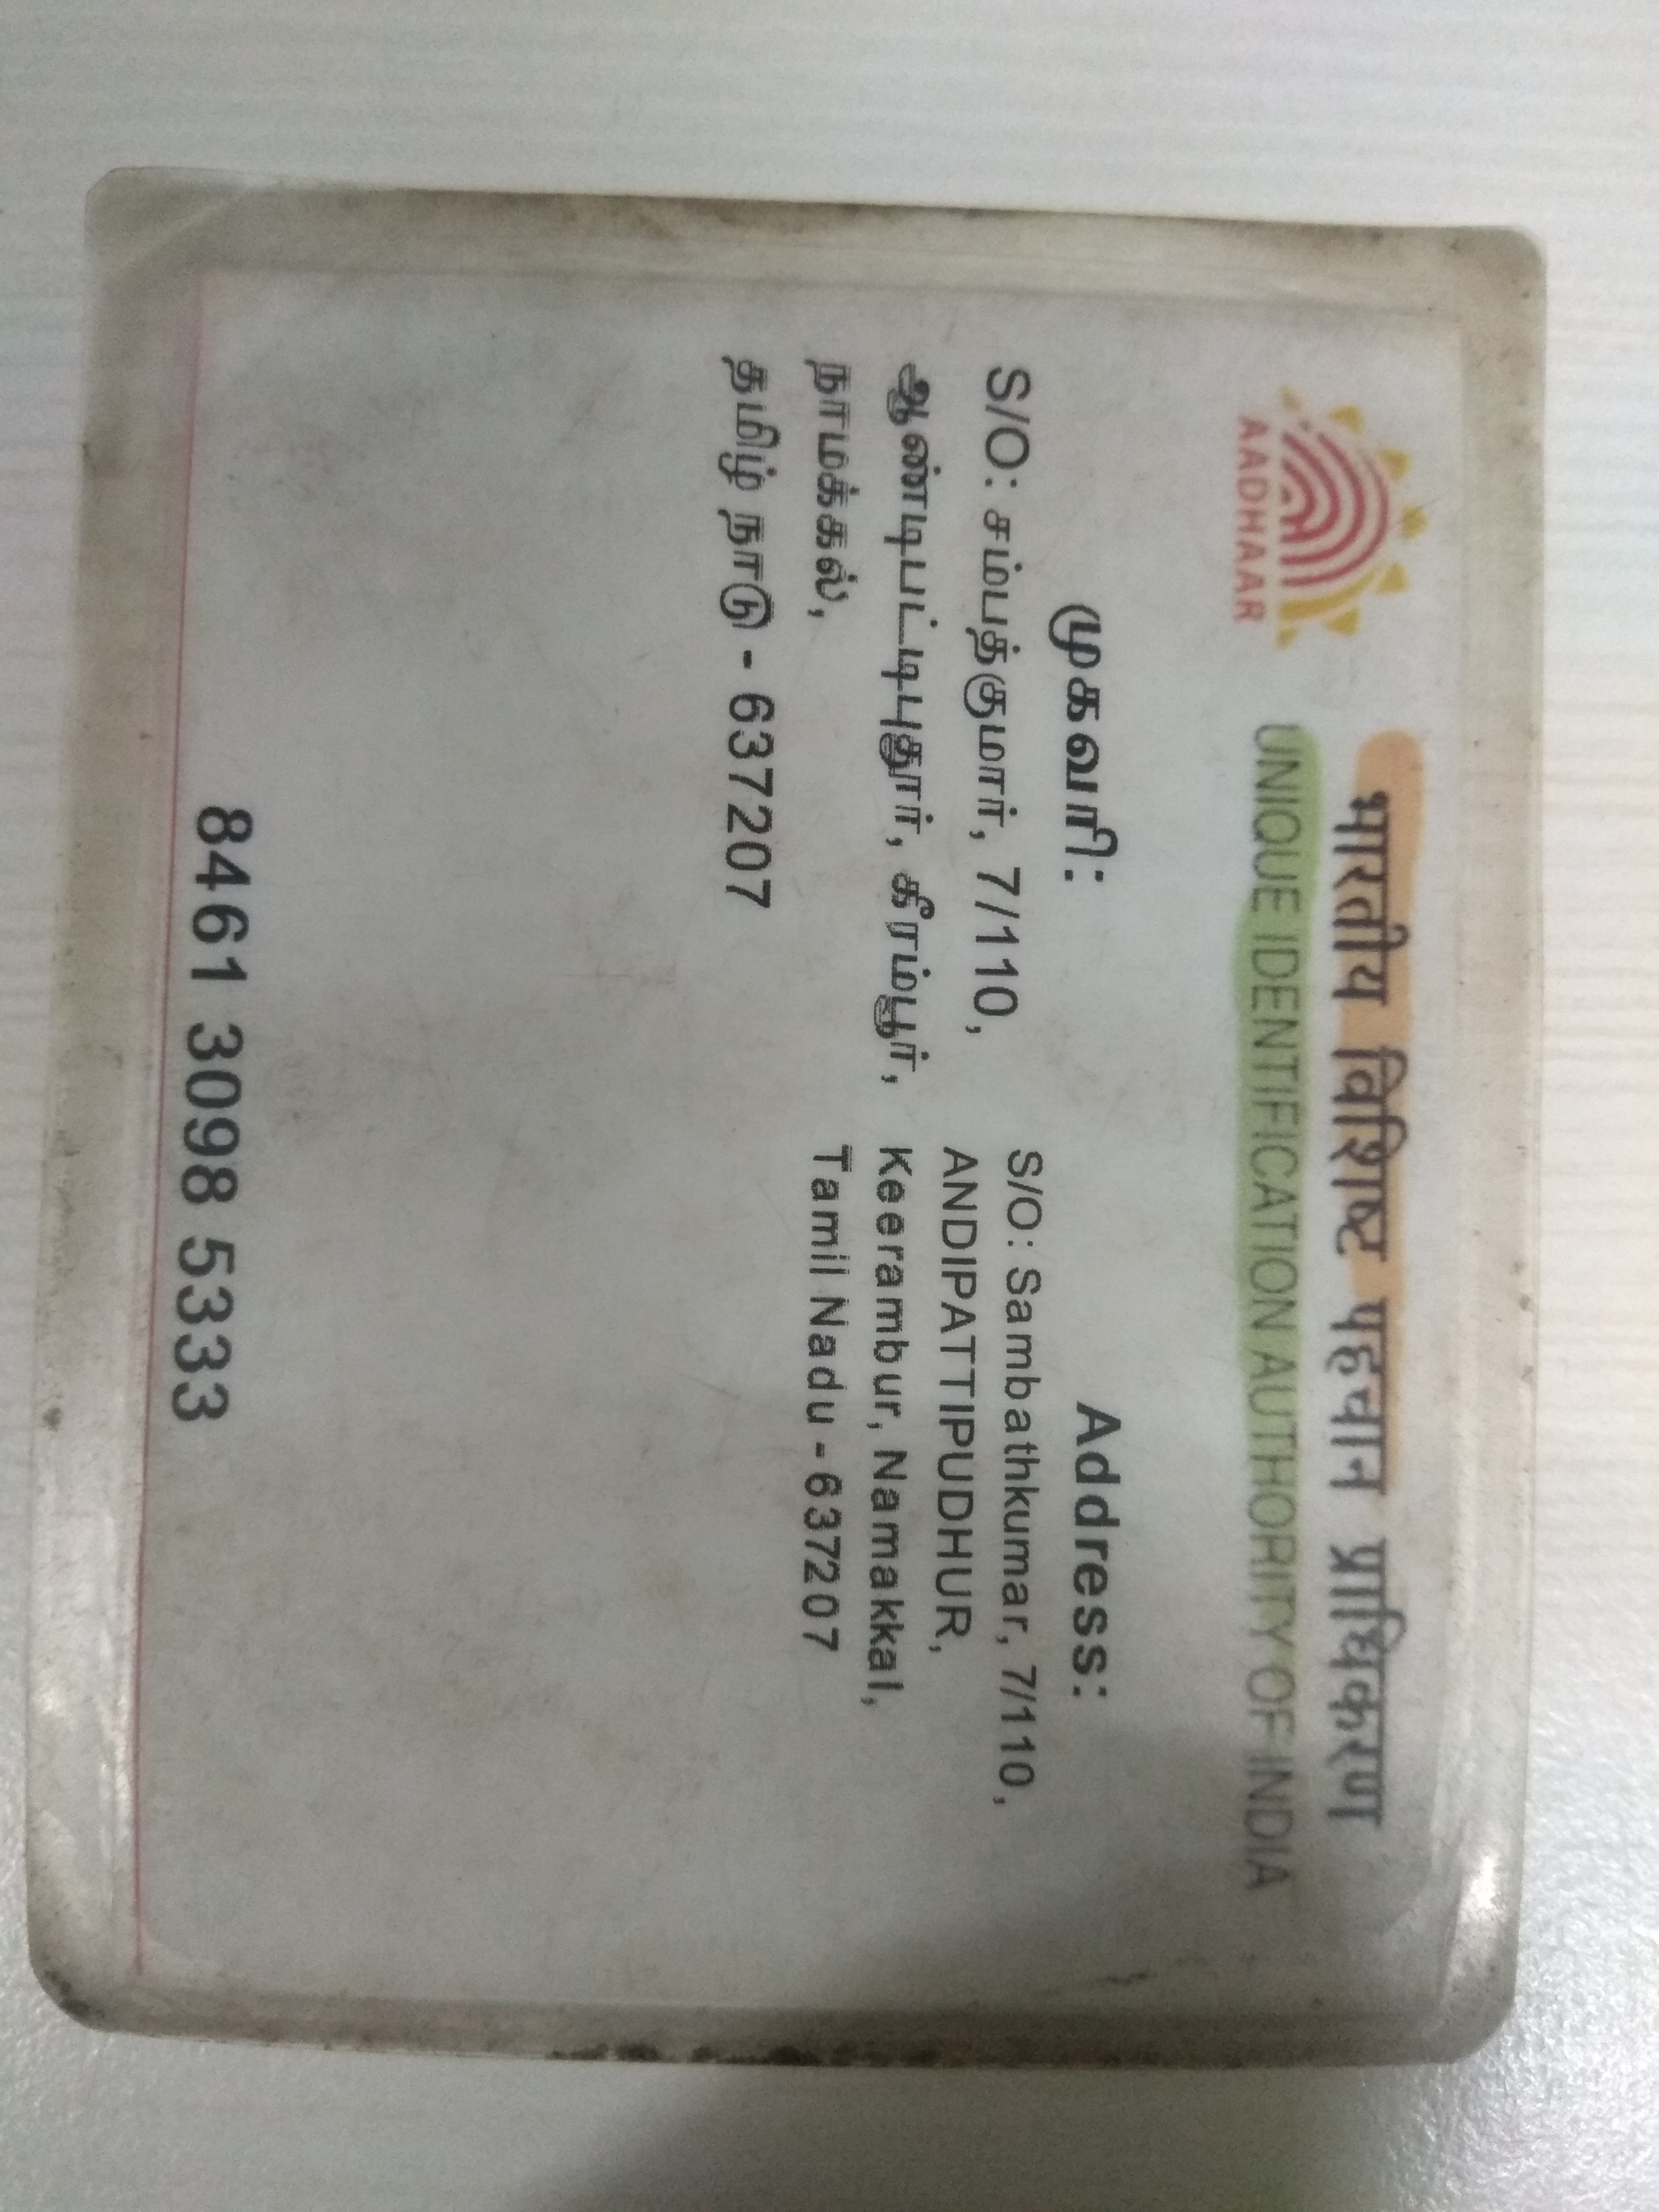 भारतीय विशिष्ट पहचान प्राधिकरण
UNIQUE IDENTIFICATION AUTHORITY OF INDIA
AADHAAR
முகவரி:
S/O: சம்பத்குமார், 7/110,
ஆண்டிபட்டிபுதூர், கீரம்பூர்,
நாமக்கல்,
தமிழ் நாடு - 637207
Address:
S/O: Sambathkumar, 7/110,
ANDIPATTIPUDHUR,
Keerambur, Namakkal,
Tamil Nadu - 637207
8461 3098 5333